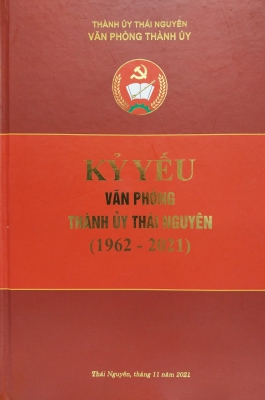 THÀNH ỦY THÁI NGUYÊN
VĂN PHÒNG THÀNH ỦY
KỶ YẾU
VĂN PHÒNG
THÀNH ỦY THÁI NGUYÊN
(1962 - 2021)
Thái Nguyên, tháng 11 năm 2021